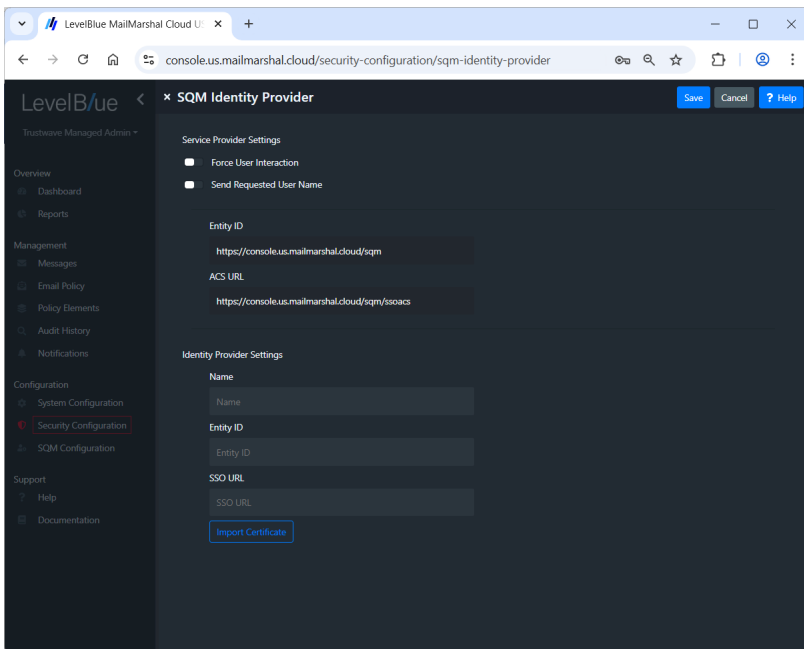 LevelBlue MailMarshal Cloud U
console.us.mailmarshal.cloud/security-configuration/sqm-identity-provider
LevelB/ue
× SQM Identity Provider
Save
Cancel
? Help
Trustwave Managed Admin
Overview
Dashboard
Reports
Management
Messages
Email Policy
Policy Elements
Audit History
Notifications
Configuration
System Configuration
Security Configuration
SQM Configuration
Support
? Help
Documentation
Service Provider Settings
Force User Interaction
Send Requested User Name
Entity ID
https://console.us.mailmarshal.cloud/sqm
ACS URL
https://console.us.mailmarshal.cloud/sqm/ssoacs
Identity Provider Settings
Name
Name
Entity ID
Entity ID
SSO URL
SSO URL
Import Certificate